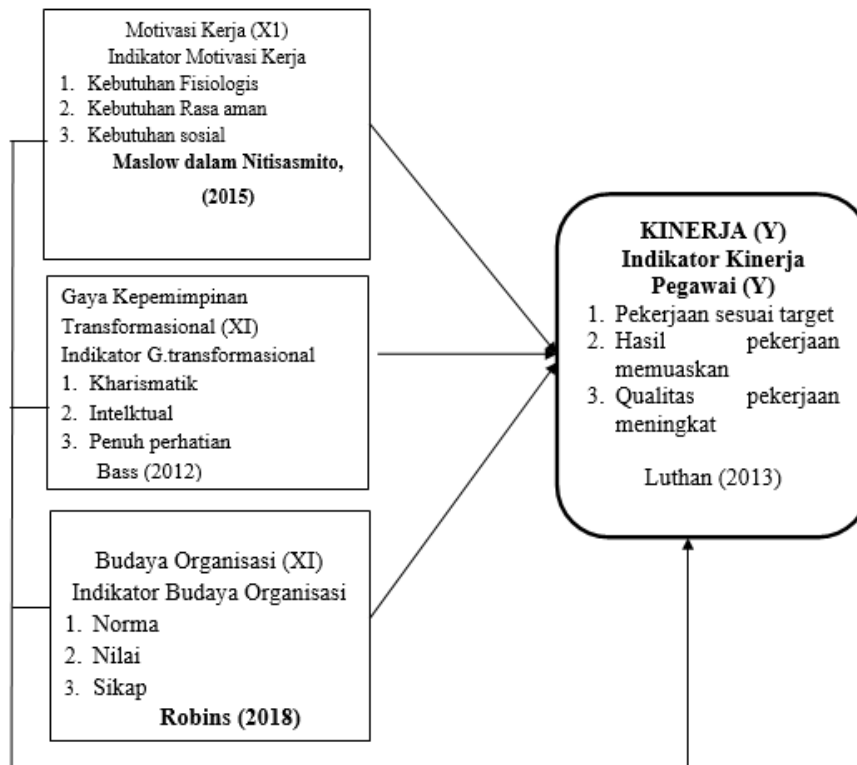 Motivasi Kerja (X1)
Indikator Motivasi Kerja
1. Kebutuhan Fisiologis
2. Kebutuhan Rasa aman
3. Kebutuhan sosial
Maslow dalam Nitisasmito,
(2015)
Gaya Kepemimpinan
Transformasional (XI)
Indikator G.transformasional
1. Kharismatik
2. Intelktual
3. Penuh perhatian
Bass (2012)
Budaya Organisasi (XI)
Indikator Budaya Organisasi
1. Norma
2. Nilai
3. Sikap
Robins (2018)
KINERJA (Y)
Indikator Kinerja
Pegawai (Y)
1. Pekerjaan sesuai target
2. Hasil pekerjaan
memuaskan
3. Qualitas pekerjaan
meningkat
Luthan (2013)